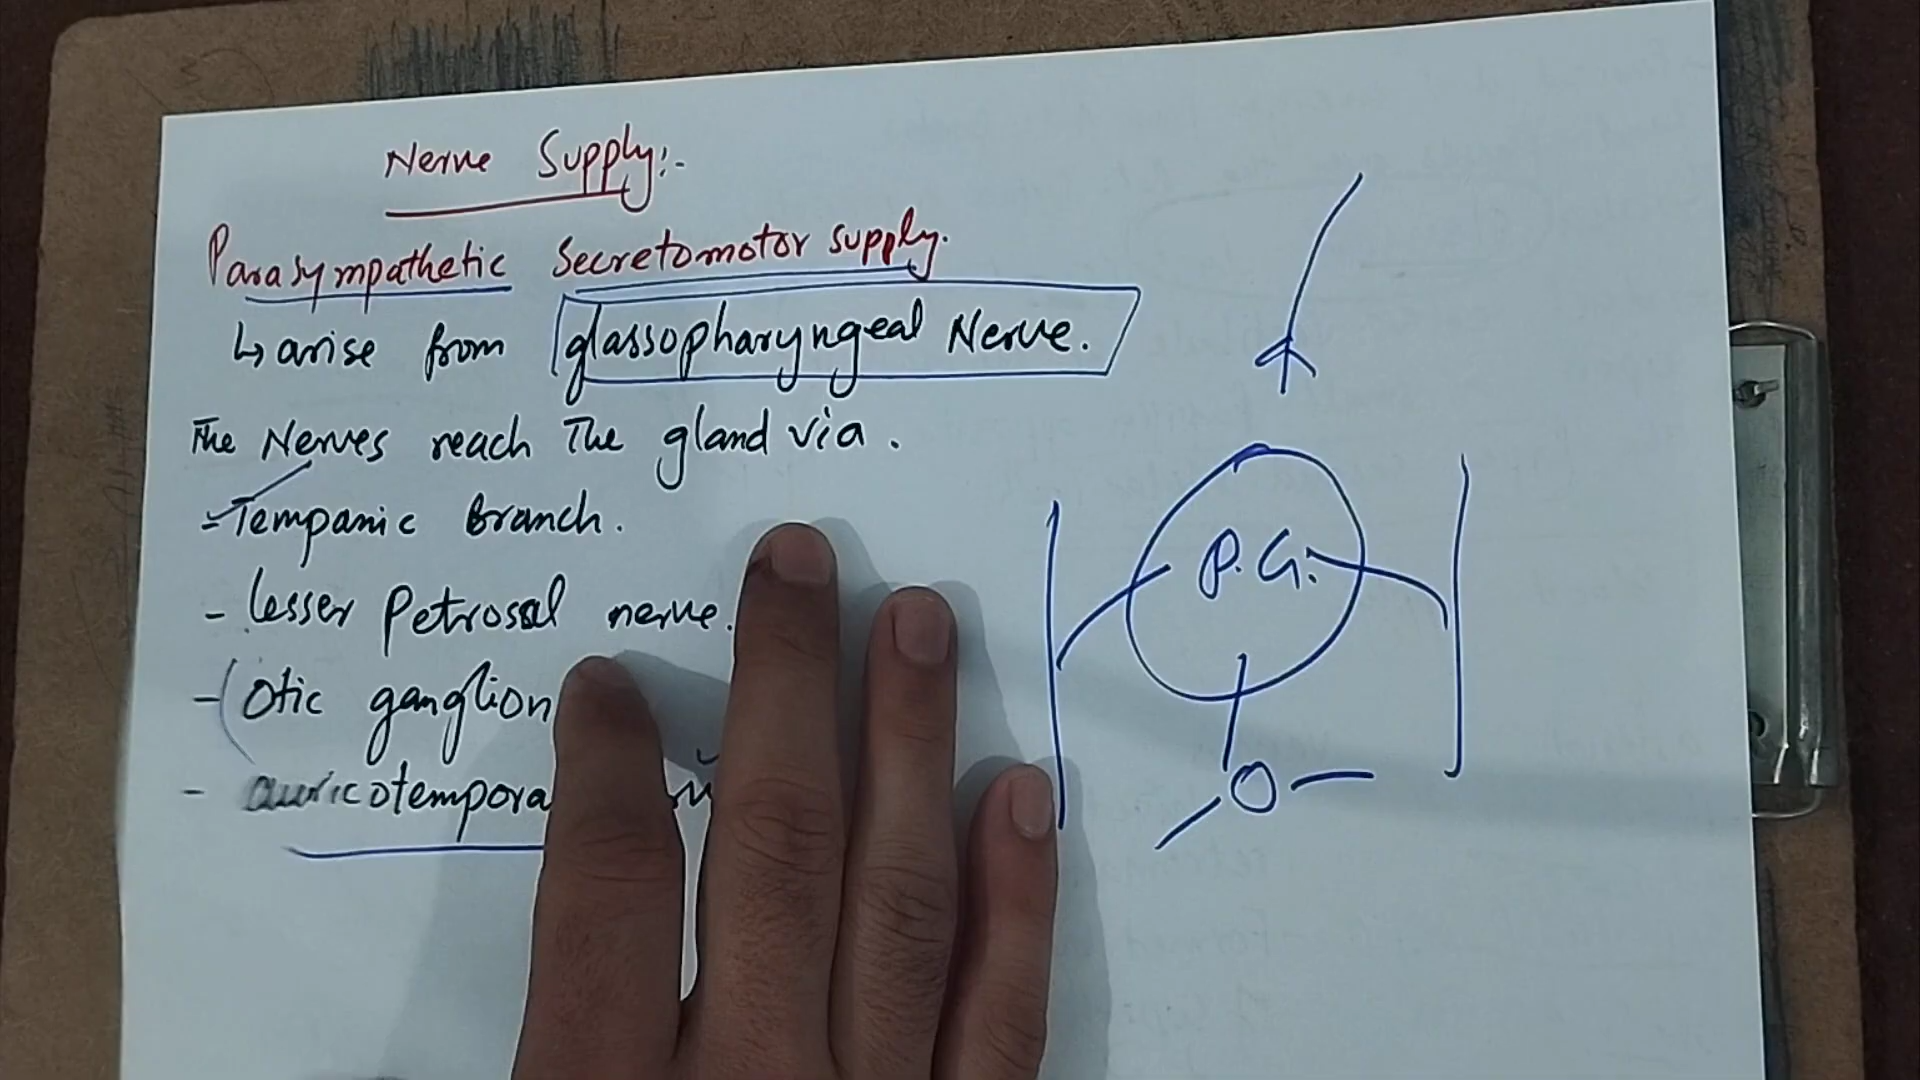 Nerve Supply:-
Parasympathetic Secretomotor supply.
↳ arise from glassopharyngeal Nerve.
The Nerves reach The gland via.
= Tempanic Branch.
- lesser Petrosal nerve.
- Otic ganglion
- auricotempora
P.G.